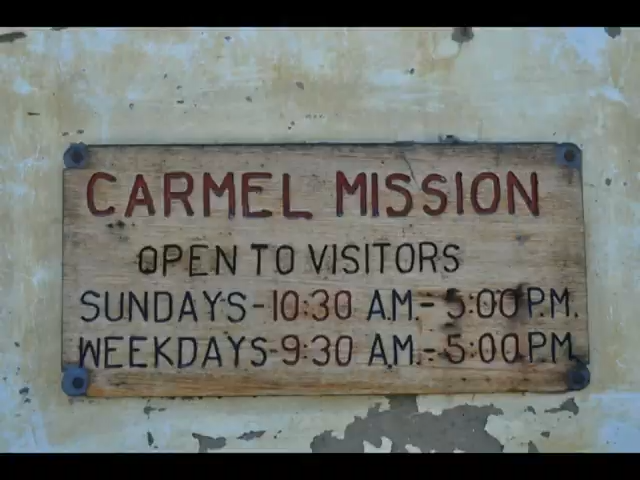 CARMEL MISSION
OPEN TO VISITORS
SUNDAYS-10:30 A.M.-5:00 P.M.
WEEKDAYS-9:30 A.M.-5:00 P.M.